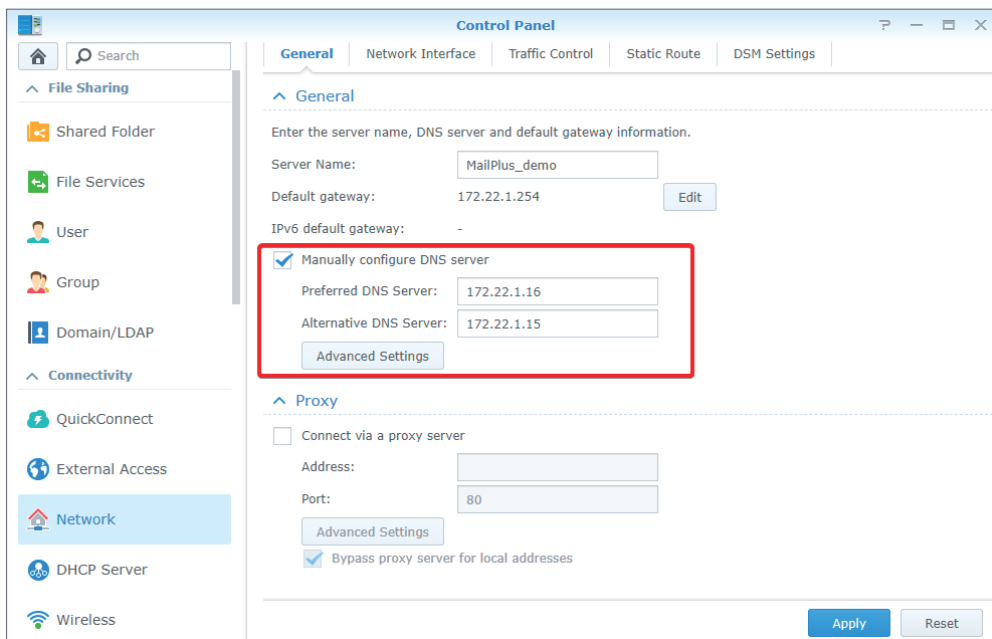 Control Panel
Search
General
Network Interface
Traffic Control
Static Route
DSM Settings
File Sharing
Shared Folder
File Services
User
Group
Domain/LDAP
Connectivity
QuickConnect
External Access
Network
DHCP Server
Wireless
General
Enter the server name, DNS server and default gateway information.
Server Name: MailPlus_demo
Default gateway: 172.22.1.254 Edit
IPv6 default gateway: -
Manually configure DNS server
Preferred DNS Server: 172.22.1.16
Alternative DNS Server: 172.22.1.15
Advanced Settings
Proxy
Connect via a proxy server
Address:
Port: 80
Advanced Settings
Bypass proxy server for local addresses
Apply Reset